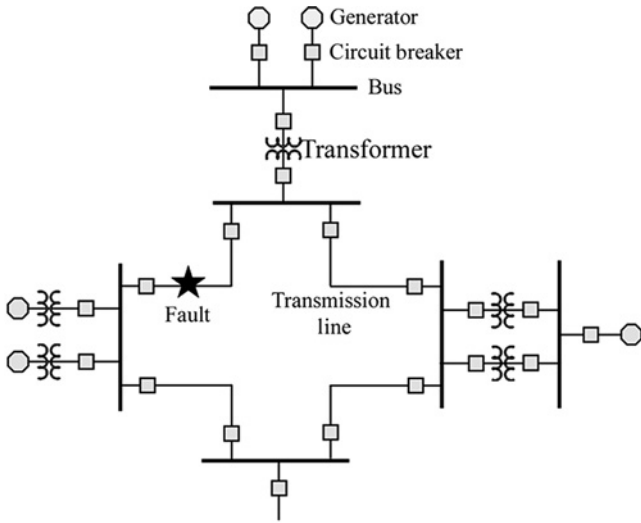 Generator
Circuit breaker
Bus
Transformer
Fault
Transmission
line